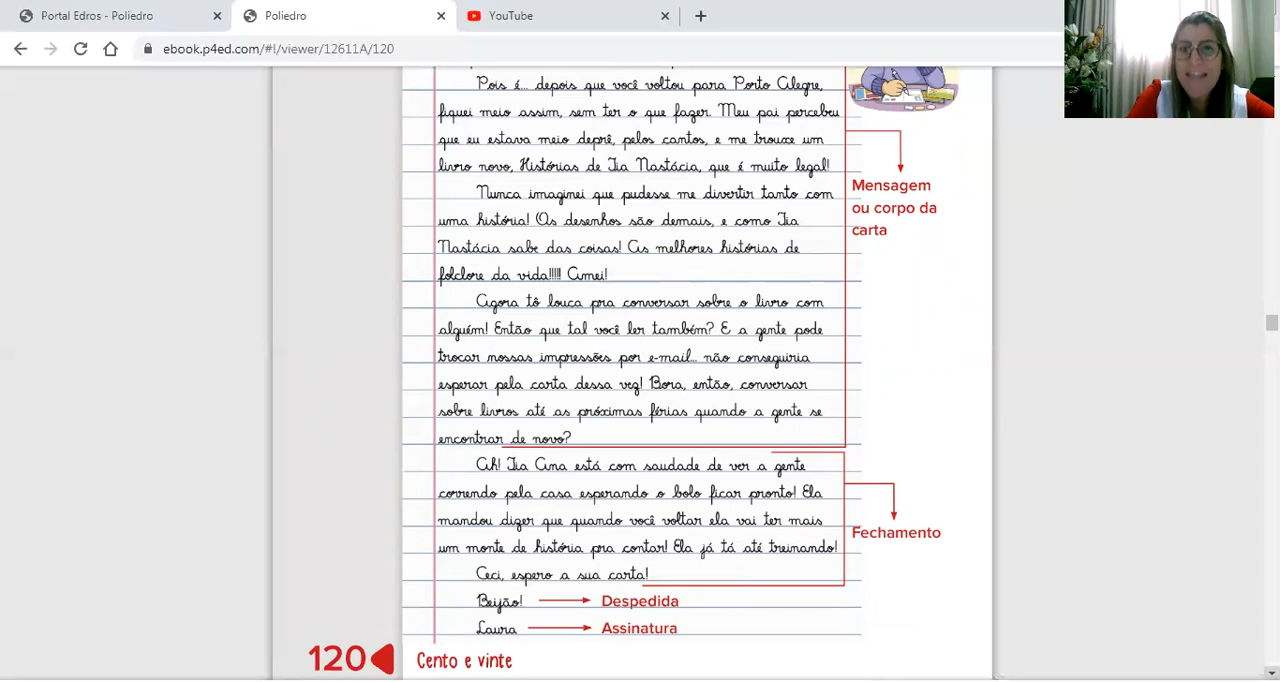 Portal Edros - Poliedro
Poliedro
YouTube
ebook.p4ed.com/#!/viewer/12611A/120
Pois é... depois que você voltou para Porto Alegre,
fiquei meio assim, sem ter o que fazer. Meu pai percebeu
que eu estava meio deprê, pelos cantos, e me trouxe um
livro novo, Histórias de Tia Nastácia, que é muito legal!
Nunca imaginei que pudesse me divertir tanto com
uma história! Os desenhos são demais, e como Tia
Nastácia sabe das coisas! As melhores histórias de
folclore da vida!!!!! Amei!
Agora tô louca pra conversar sobre o livro com
alguém! Então que tal você ler também? E a gente pode
trocar nossas impressões por e-mail... não conseguiria
esperar pela carta dessa vez! Bora, então, conversar
sobre livros até as próximas férias quando a gente se
encontrar de novo?
Ah! Tia Ana está com saudade de ver a gente
correndo pela casa esperando o bolo ficar pronto! Ela
mandou dizer que quando você voltar ela vai ter mais
um monte de história pra contar! Ela já tá até treinando!
Ceci, espero a sua carta!
Beijão!
Laura
Mensagem
ou corpo da
carta
Fechamento
Despedida
Assinatura
120
Cento e vinte